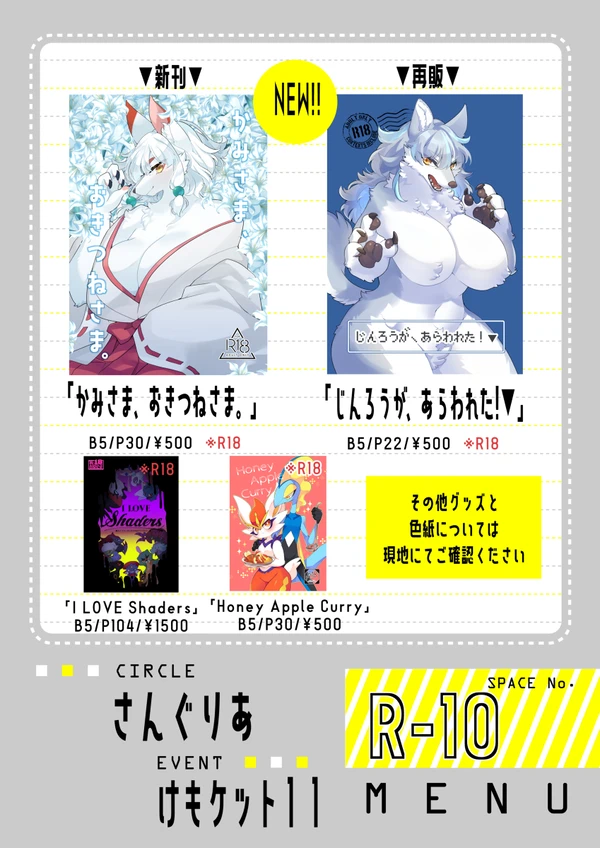 ▼新刊▼
NEW!!
▼再販▼
かみさま、
おきつねさま。
R18
R18
じんろうが、あらわれた!▼
「かみさま、おきつねさま。」
B5/P30/¥500 ※R18
「じんろうが、あらわれた!▼」
B5/P22/¥500 ※R18
※R18
I LOVE
Shaders
※R18
Honey
Apple
Curry
「I LOVE Shaders」
B5/P104/¥1500
「Honey Apple Curry」
B5/P30/¥500
その他グッズと
色紙については
現地にてご確認ください
CIRCLE
さんぐりあ
EVENT
けもケット11
SPACE No.
R-10
MENU